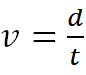 v = d/t